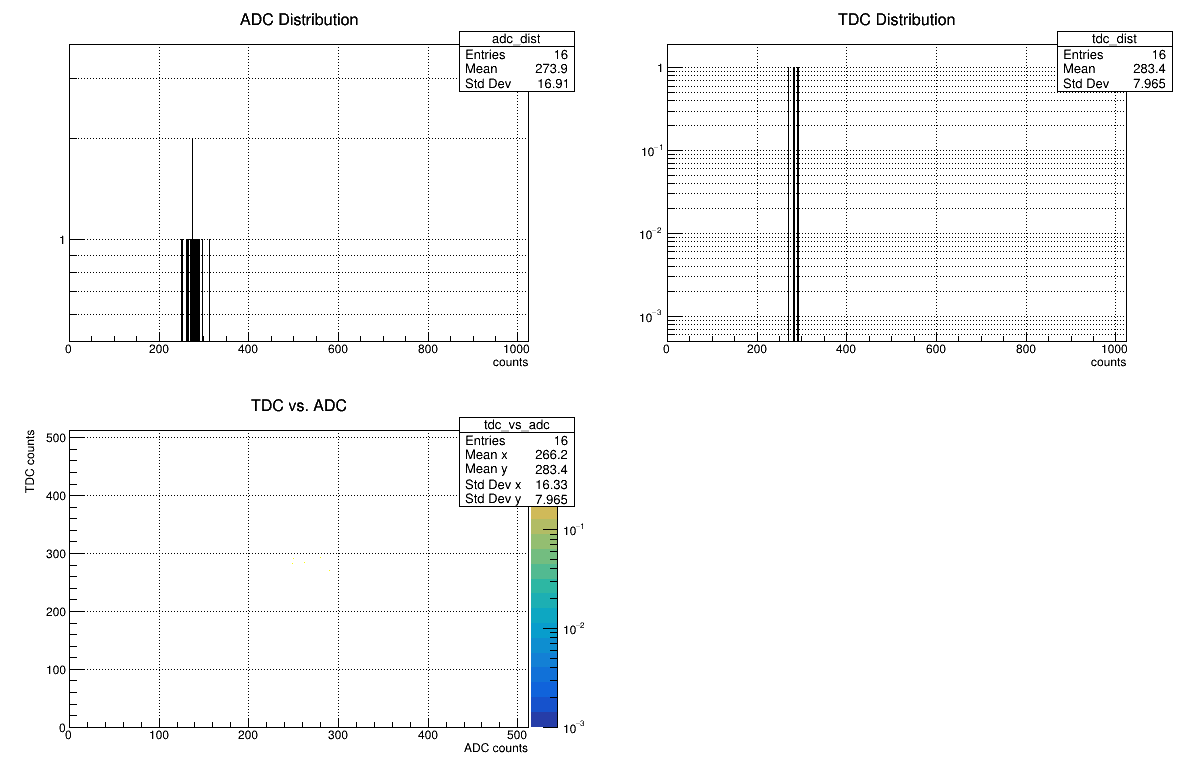 ADC Distribution
adc_dist
Entries 16
Mean 273.9
Std Dev 16.91
1
0 200 400 600 800 1000
counts
TDC Distribution
tdc_dist
Entries 16
Mean 283.4
Std Dev 7.965
1
10⁻¹
10⁻²
10⁻³
0 200 400 600 800 1000
counts
TDC vs. ADC
tdc_vs_adc
Entries 16
Mean x 266.2
Mean y 283.4
Std Dev x 16.33
Std Dev y 7.965
TDC counts
500
400
300
200
100
0
0 100 200 300 400 500
ADC counts
10⁻¹
10⁻²
10⁻³